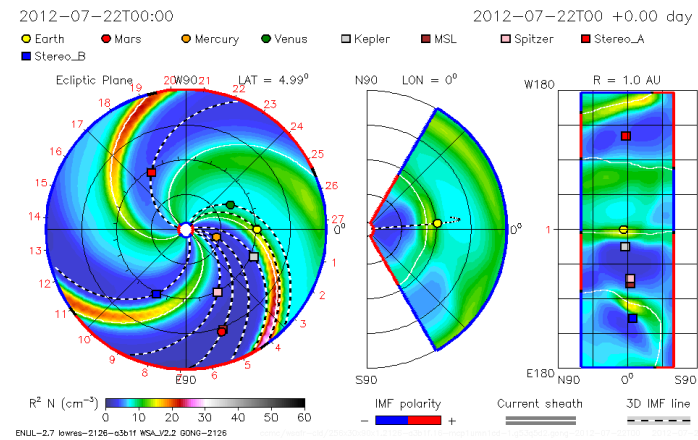 2012-07-22T00:00 2012-07-22T00 +0.00 day
Earth Mars Mercury Venus Kepler MSL Spitzer Stereo_A
Stereo_B
Ecliptic Plane W90 LAT = 4.99° N90 LON = 0° R = 1.0 AU
W180
19 20 21 22
18 23
17 24
16 25
15 26
27
14 0° 0° 1
13
12 1
11 2
10 3
9 4
8 7 6 5
E90 S90 E180
N90 0° S90
R² N (cm⁻³) 0 10 20 30 40 50 60
IMF polarity
- +
Current sheath
3D IMF line
ENLIL-2.7 lowres-2126-a3b1f WSA_V2.2 GONG-2126